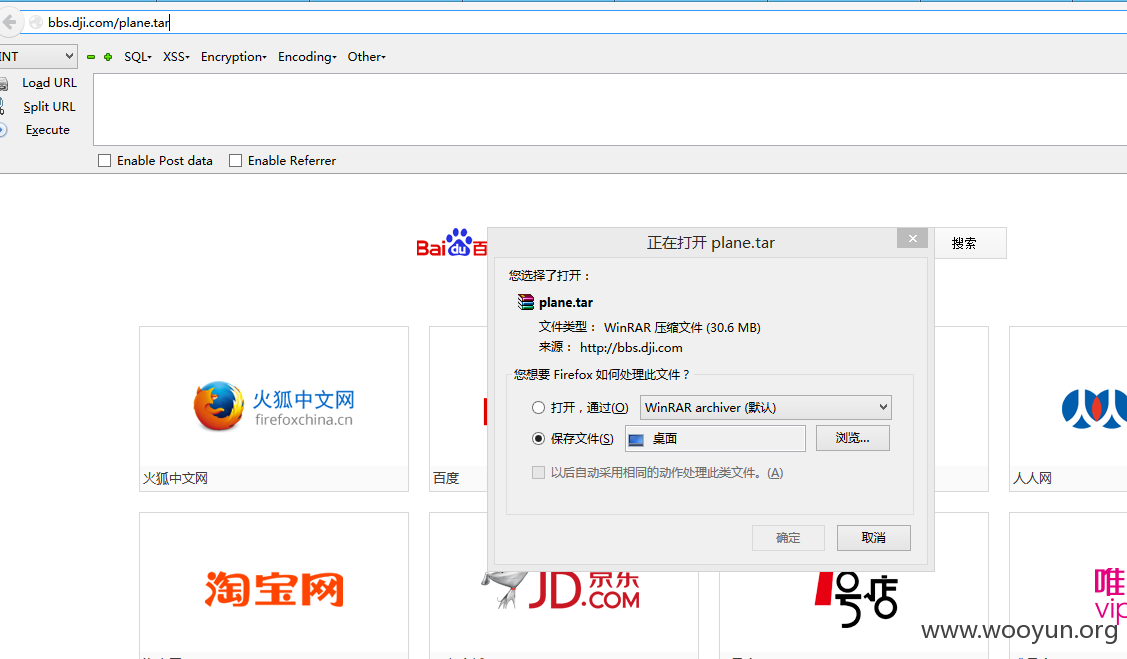 bbs.dji.com/plane.tar
INT
SQL
XSS
Encryption
Encoding
Other
Load URL
Split URL
Execute
Enable Post data
Enable Referrer
Baidu百
搜索
正在打开 plane.tar
您选择了打开：
plane.tar
文件类型： WinRAR 压缩文件 (30.6 MB)
来源： http://bbs.dji.com
您想要 Firefox 如何处理此文件？
打开，通过(O)
WinRAR archiver (默认)
保存文件(S)
桌面
浏览...
以后自动采用相同的动作处理此类文件。(A)
确定
取消
火狐中文网
firefoxchina.cn
火狐中文网
百度
人人网
淘宝网
JD京东
.COM
1号店
唯
vip
www.wooyun.org